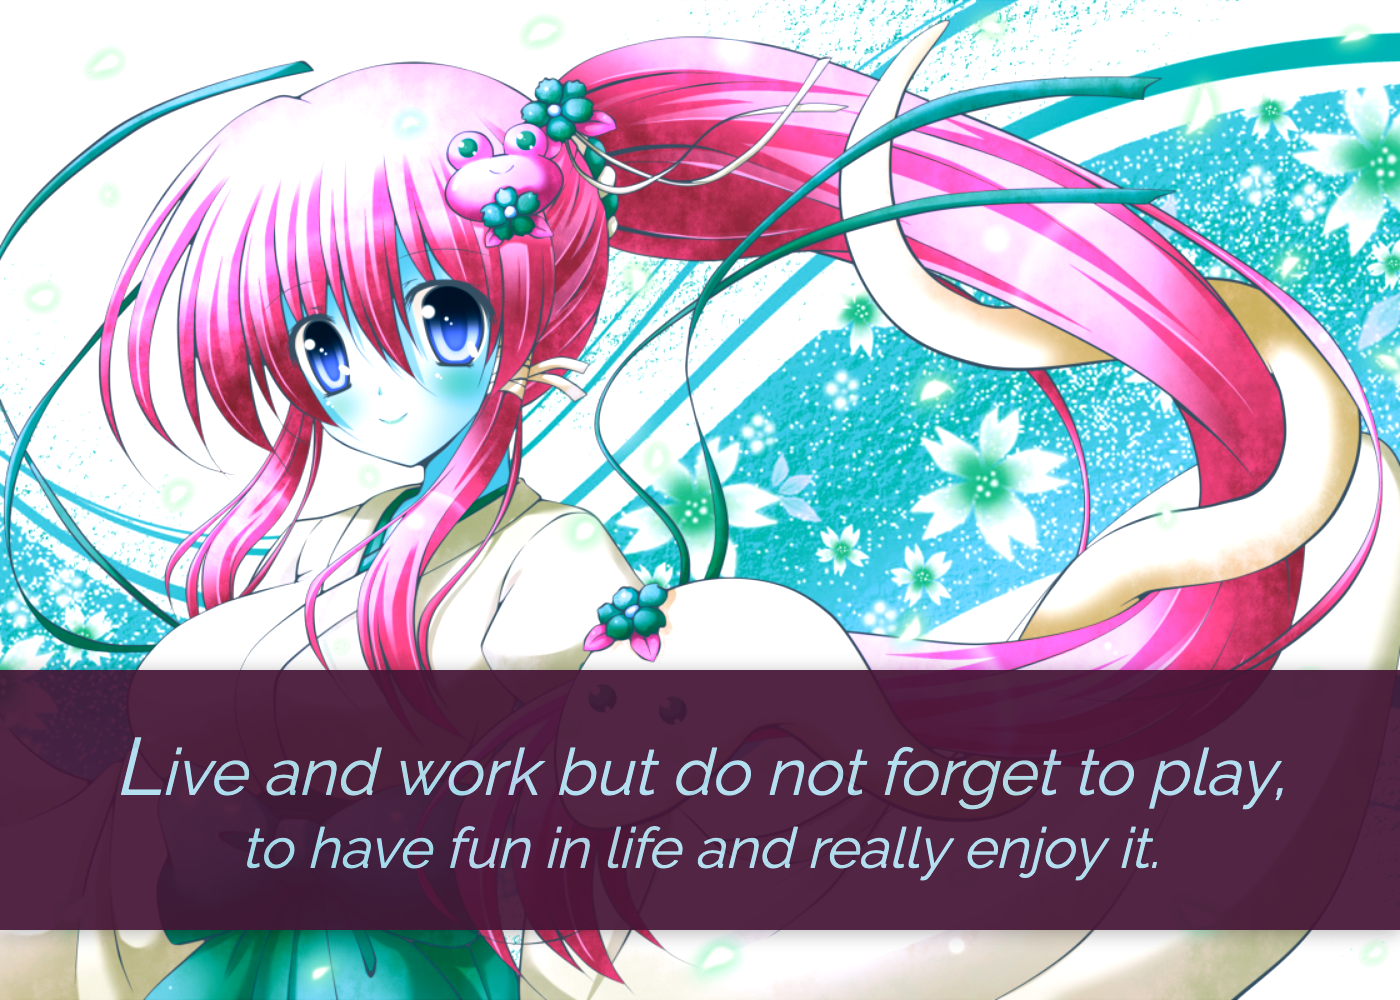 Live and work but do not forget to play,
to have fun in life and really enjoy it.